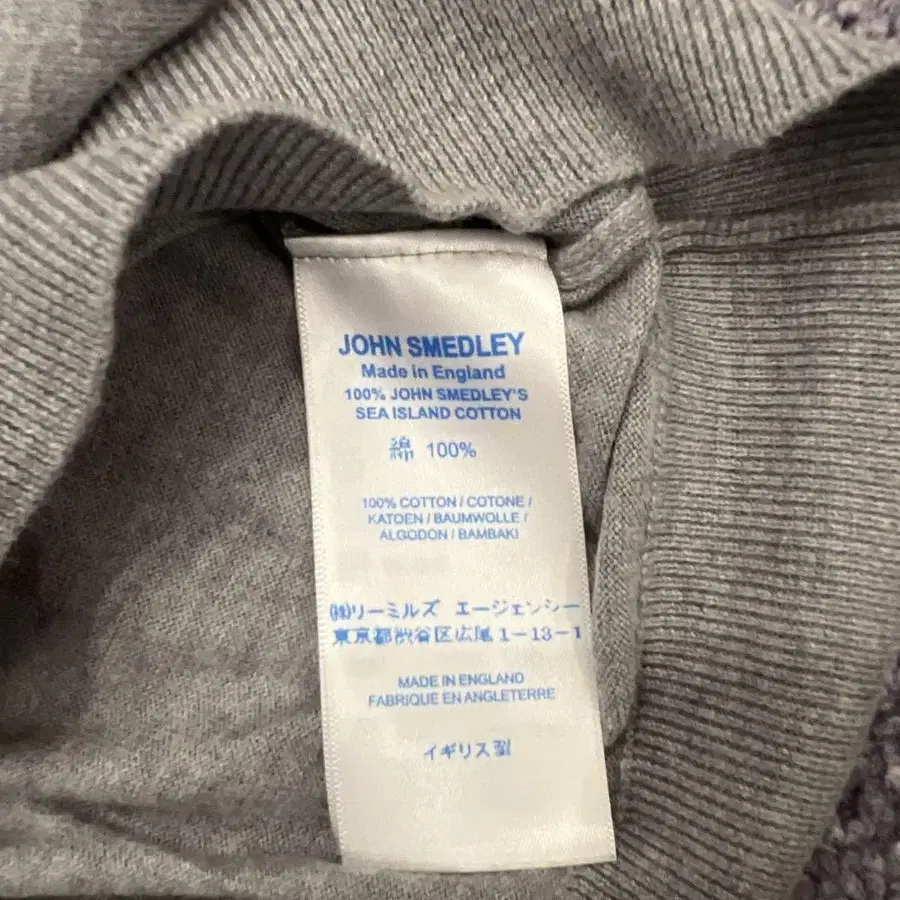 JOHN SMEDLEY
Made in England
100% JOHN SMEDLEY'S
SEA ISLAND COTTON
綿 100%
100% COTTON / COTONE /
KATOEN / BAUMWOLLE /
ALGODON / BAMBAKI
㈱リーミルズ エージェンシー
東京都渋谷区広尾1-13-1
MADE IN ENGLAND
FABRIQUE EN ANGLETERRE
イギリス製